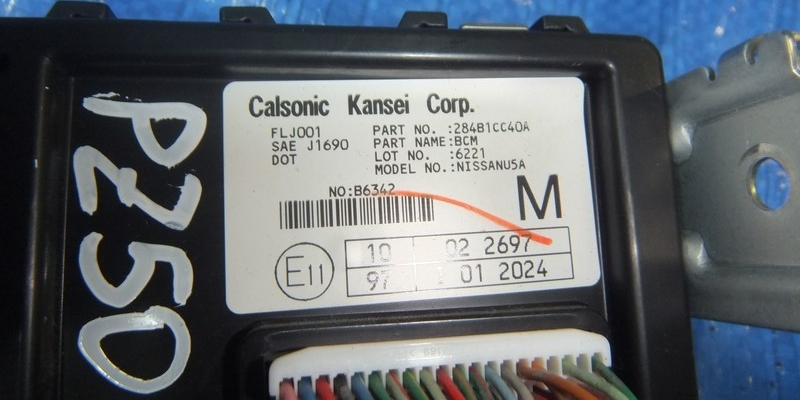 PZ50
Calsonic Kansei Corp.
FLJ001 PART NO. :284B1CC40A
SAE J1690 PART NAME:BCM
DOT LOT NO. :6221
MODEL NO.:NISSANU5A
NO:B6342
M
E11
10 02 2697
97 01 2024